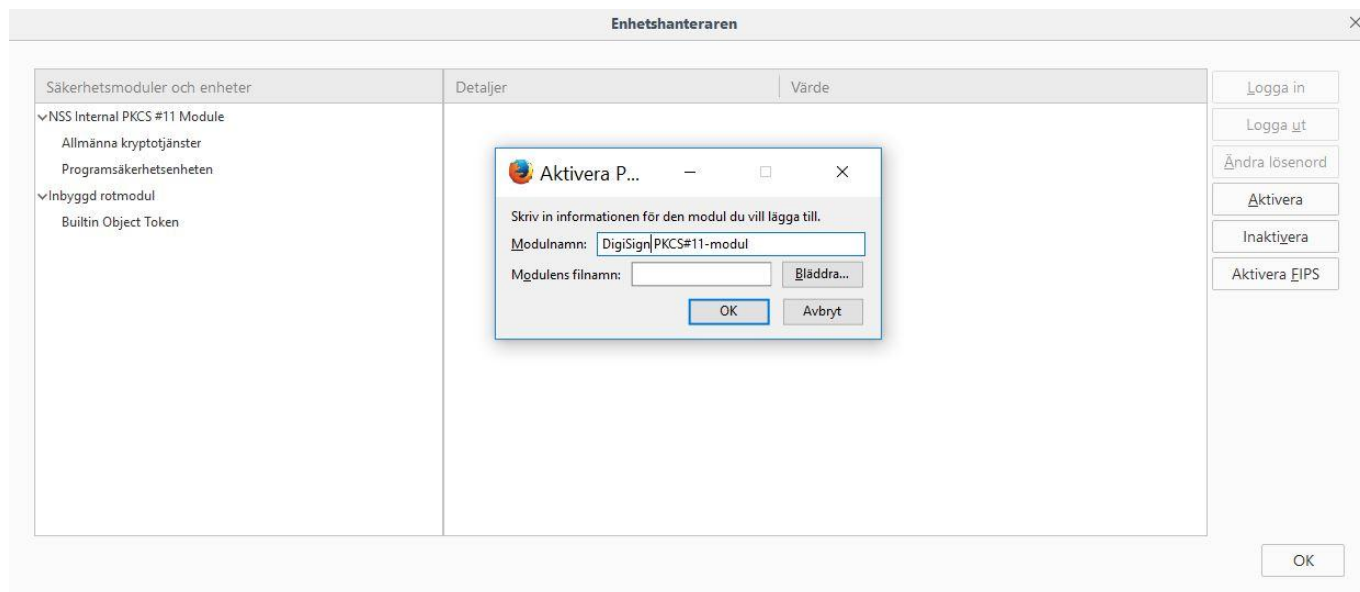 Enhetshanteraren
Säkerhetsmoduler och enheter
Detaljer
Värde
NSS Internal PKCS #11 Module
Allmänna kryptotjänster
Programsäkerhetsenheten
Inbyggd rotmodul
Builtin Object Token
Logga in
Logga ut
Ändra lösenord
Aktivera
Inaktivera
Aktivera FIPS
Aktivera P...
Skriv in informationen för den modul du vill lägga till.
Modulnamn: DigiSign PKCS#11-modul
Modulens filnamn: Bläddra...
OK Avbryt
OK